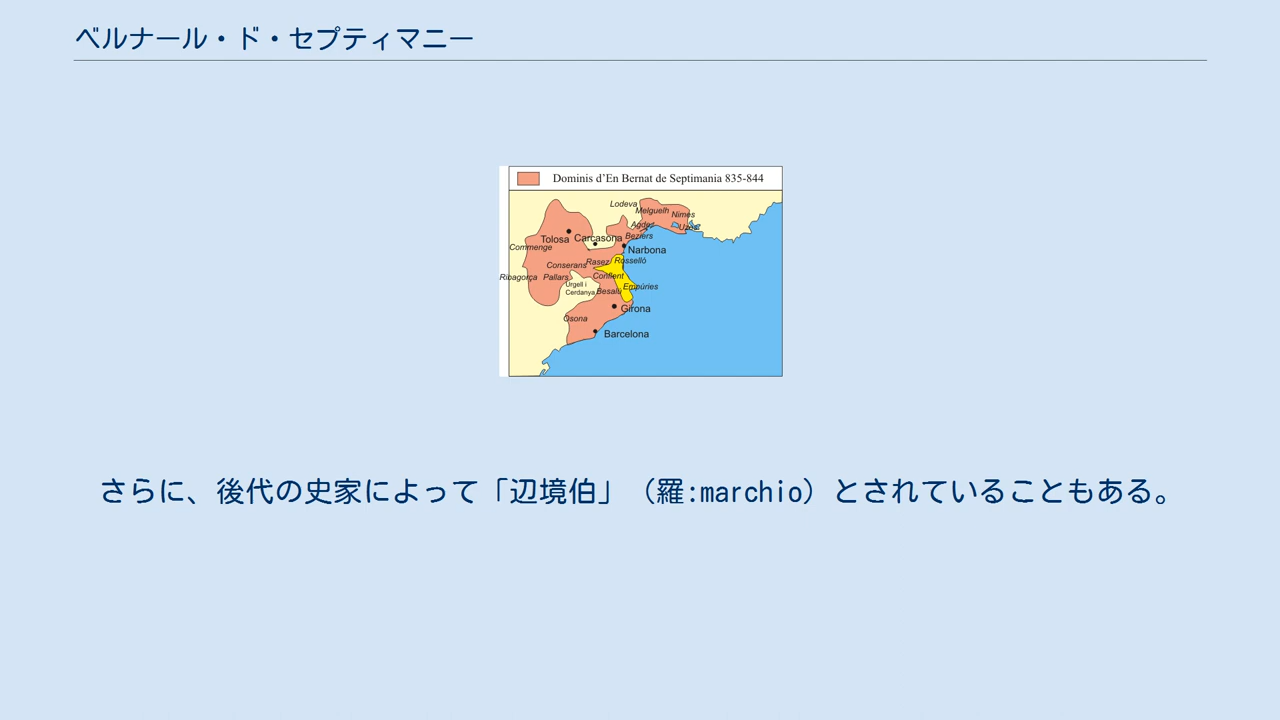 ベルナール・ド・セプティマニー
Dominis d'En Bernat de Septimania 835-844
Lodeva
Melguelh
Nimes
Agde
Usès
Tolosa
Carcasona
Beziers
Commenge
Narbona
Conserans
Rasez
Rosselló
Ribagorça
Pallars
Conflent
Urgell i
Cerdanya
Besalú
Empúries
Girona
Osona
Barcelona
さらに、後代の史家によって「辺境伯」（羅:marchio）とされていることもある。